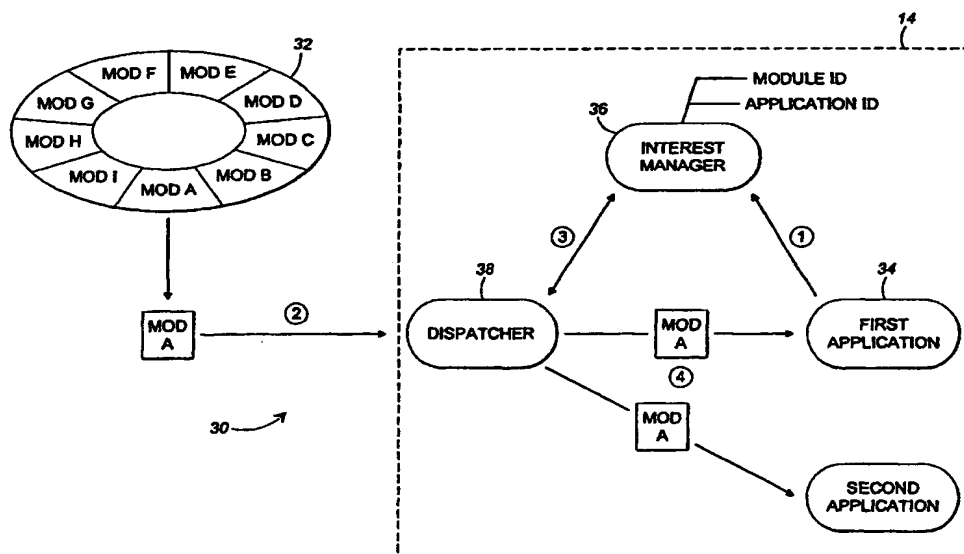 14
32
MOD F
MOD E
MOD G
MOD D
MOD H
MOD C
MOD I
MOD B
MOD A
MODULE ID
APPLICATION ID
36
INTEREST
MANAGER
3
1
38
34
MOD
A
2
DISPATCHER
MOD
A
FIRST
APPLICATION
4
30
MOD
A
SECOND
APPLICATION